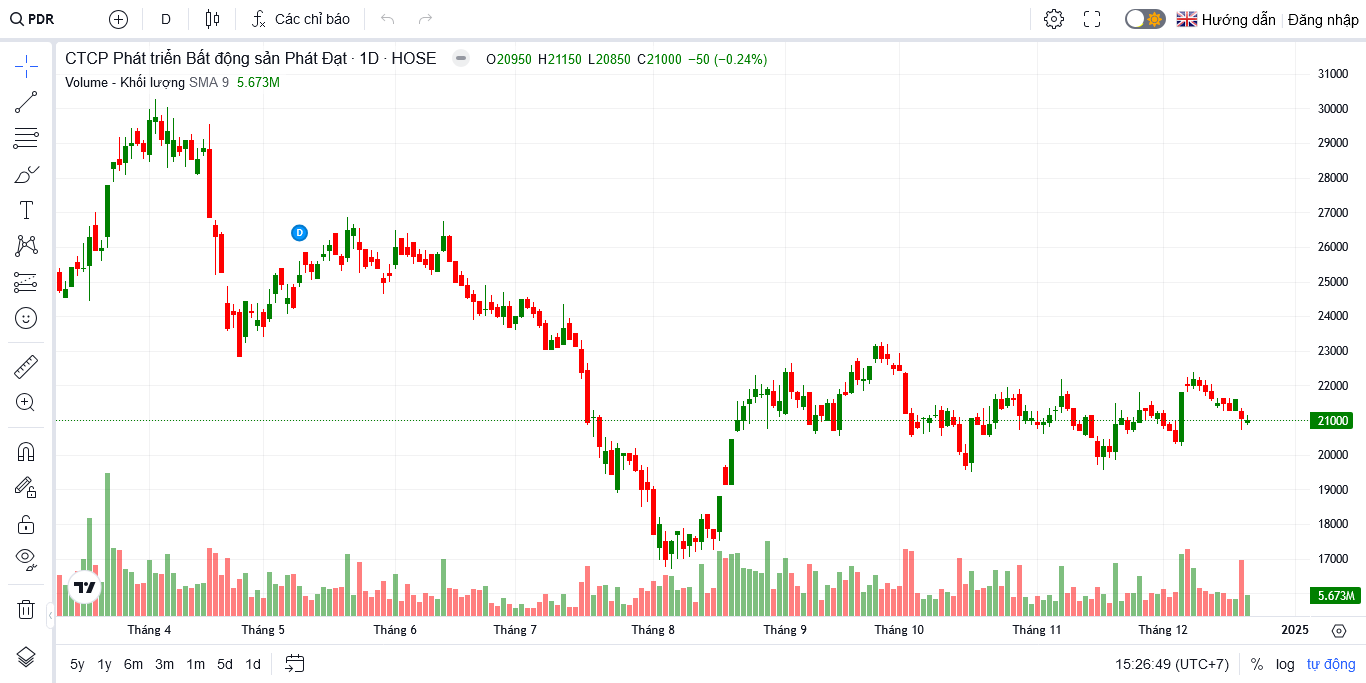 PDR D Các chỉ báo Hướng dẫn Đăng nhập
CTCP Phát triển Bất động sản Phát Đạt · 1D · HOSE O20950 H21150 L20850 C21000 −50 (−0.24%)
Volume - Khối lượng SMA 9 5.673M
D
31000
30000
29000
28000
27000
26000
25000
24000
23000
22000
21000
20000
19000
18000
17000
5.673M
Tháng 4 Tháng 5 Tháng 6 Tháng 7 Tháng 8 Tháng 9 Tháng 10 Tháng 11 Tháng 12 2025
5y 1y 6m 3m 1m 5d 1d 15:26:49 (UTC+7) % log tự động